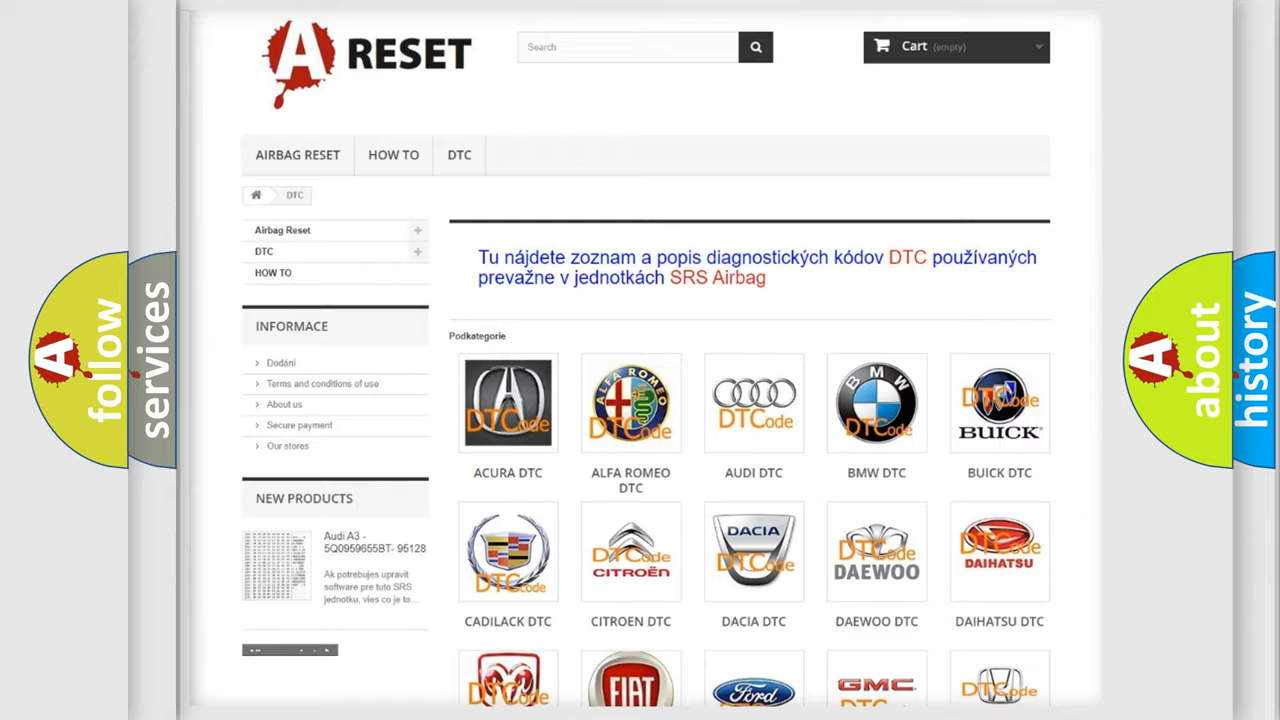 A RESET
Search
Cart (empty)
AIRBAG RESET
HOW TO
DTC
DTC
Airbag Reset
DTC
HOW TO
INFORMACE
Dodání
Terms and conditions of use
About us
Secure payment
Our stores
NEW PRODUCTS
Audi A3 -
5Q0959655BT- 95128
Ak potrebujes upravit
software pre tuto SRS
jednotku, vies co je to...
Tu nájdete zoznam a popis diagnostických kódov DTC používaných
prevažne v jednotkách SRS Airbag
Podkategorie
DTCode
ALFA ROMEO
DTCode
DTCode
BMW
DTCode
DTCode
BUICK
ACURA DTC
ALFA ROMEO
DTC
AUDI DTC
BMW DTC
BUICK DTC
DTCode
DTCode
CITROËN
DACIA
DTCode
DTCode
DAEWOO
DTCode
DAIHATSU
CADILACK DTC
CITROEN DTC
DACIA DTC
DAEWOO DTC
DAIHATSU DTC
DTCode
FIAT
Ford
GMC
DTCode
A follow
services
A about
history